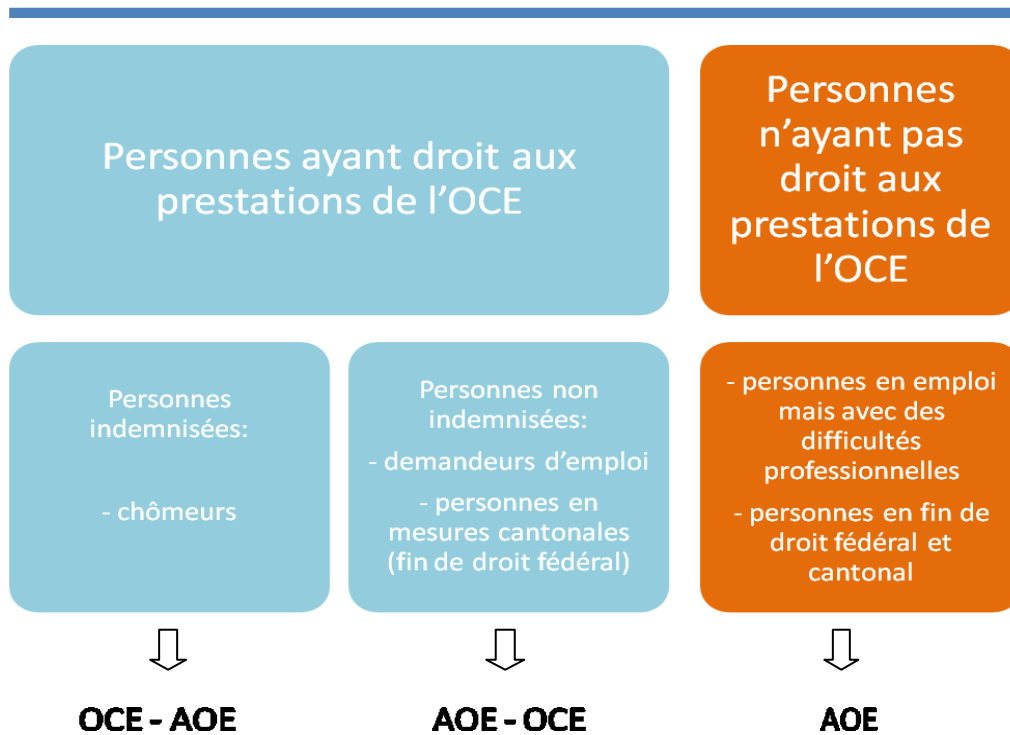 Personnes ayant droit aux
prestations de l’OCE
Personnes
n’ayant pas
droit aux
prestations de
l’OCE
Personnes
indemnisées:
- chômeurs
Personnes non
indemnisées:
- demandeurs d’emploi
- personnes en
mesures cantonales
(fin de droit fédéral)
- personnes en emploi
mais avec des
difficultés
professionnelles
- personnes en fin de
droit fédéral et
cantonal
OCE - AOE
AOE - OCE
AOE